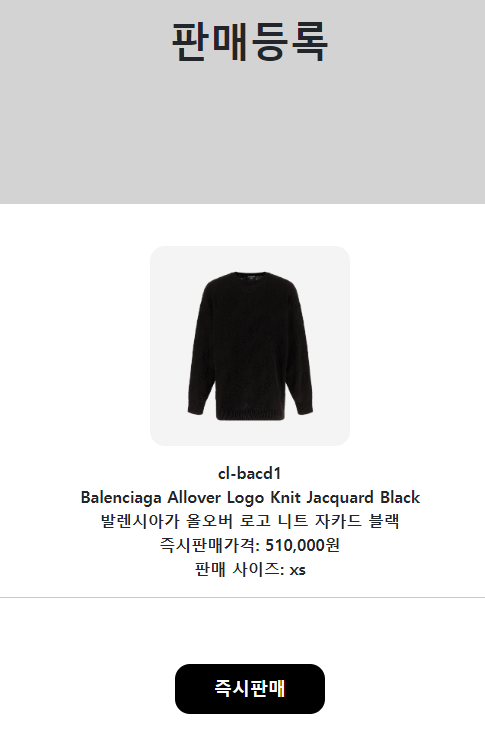 판매등록
cl-bacd1
Balenciaga Allover Logo Knit Jacquard Black
발렌시아가 올오버 로고 니트 자카드 블랙
즉시판매가격: 510,000원
판매 사이즈: xs
즉시판매